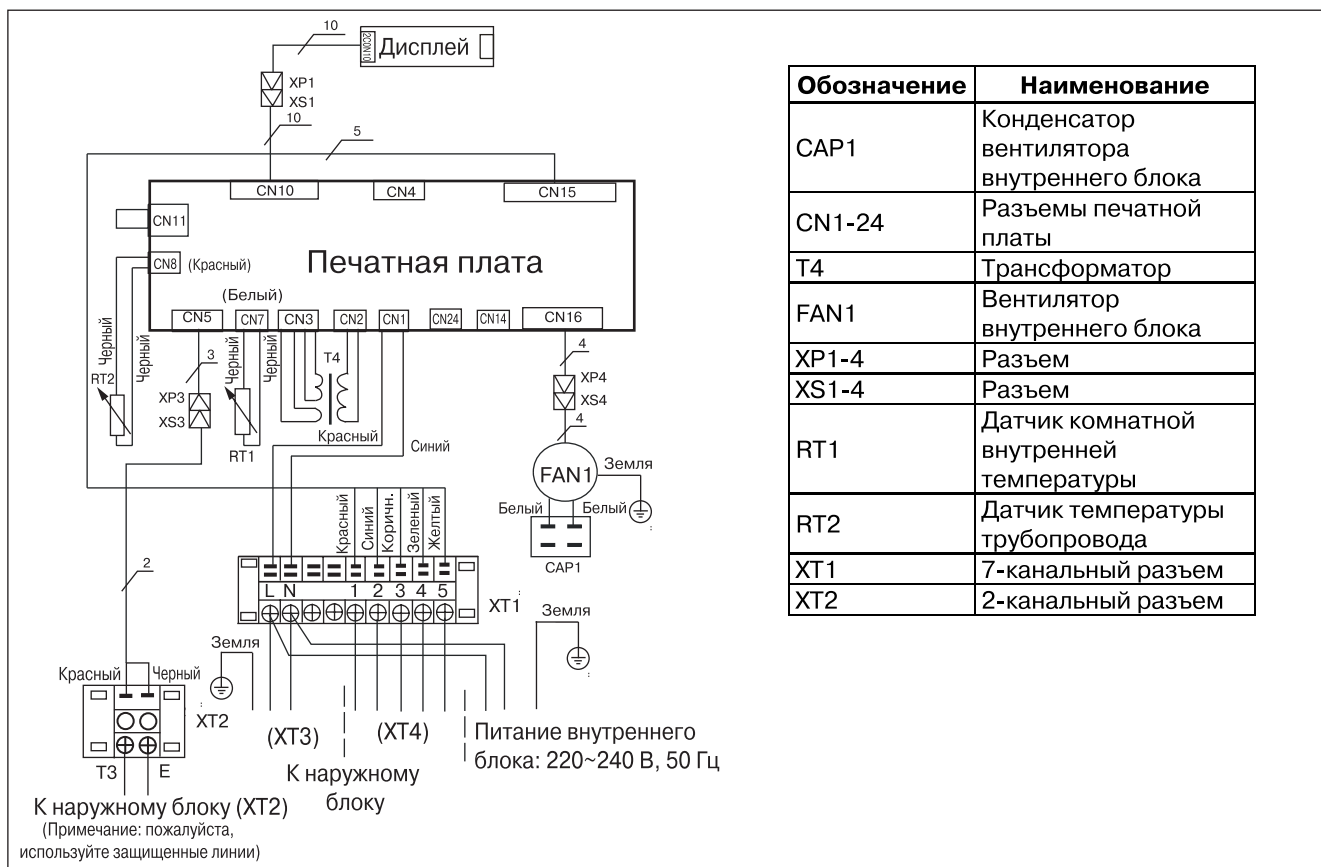 10
2CON10
Дисплей
XP1
XS1
10
5
CN10
CN4
CN15
CN11
CN8
(Красный)
Печатная плата
(Белый)
CN5
CN7
CN3
CN2
CN1
CN24
CN14
CN16
Черный
Черный
RT2
3
XP3
XS3
Черный
Черный
RT1
T4
Красный
Синий
4
XP4
XS4
4
FAN1
Земля
Белый
Белый
CAP1
Красный
Синий
Коричн.
Зеленый
Желтый
2
L N 1 2 3 4 5
XT1
Земля
Земля
Красный
Черный
XT2
T3
E
(XT3)
(XT4)
К наружному
блоку
Питание внутреннего
блока: 220~240 В, 50 Гц
К наружному блоку (XT2)
(Примечание: пожалуйста,
используйте защищенные линии)
Обозначение Наименование
CAP1
Конденсатор
вентилятора
внутреннего блока
CN1-24
Разъемы печатной
платы
T4 Трансформатор
FAN1
Вентилятор
внутреннего блока
XP1-4 Разъем
XS1-4 Разъем
RT1
Датчик комнатной
внутренней
температуры
RT2
Датчик температуры
трубопровода
XT1 7-канальный разъем
XT2 2-канальный разъем